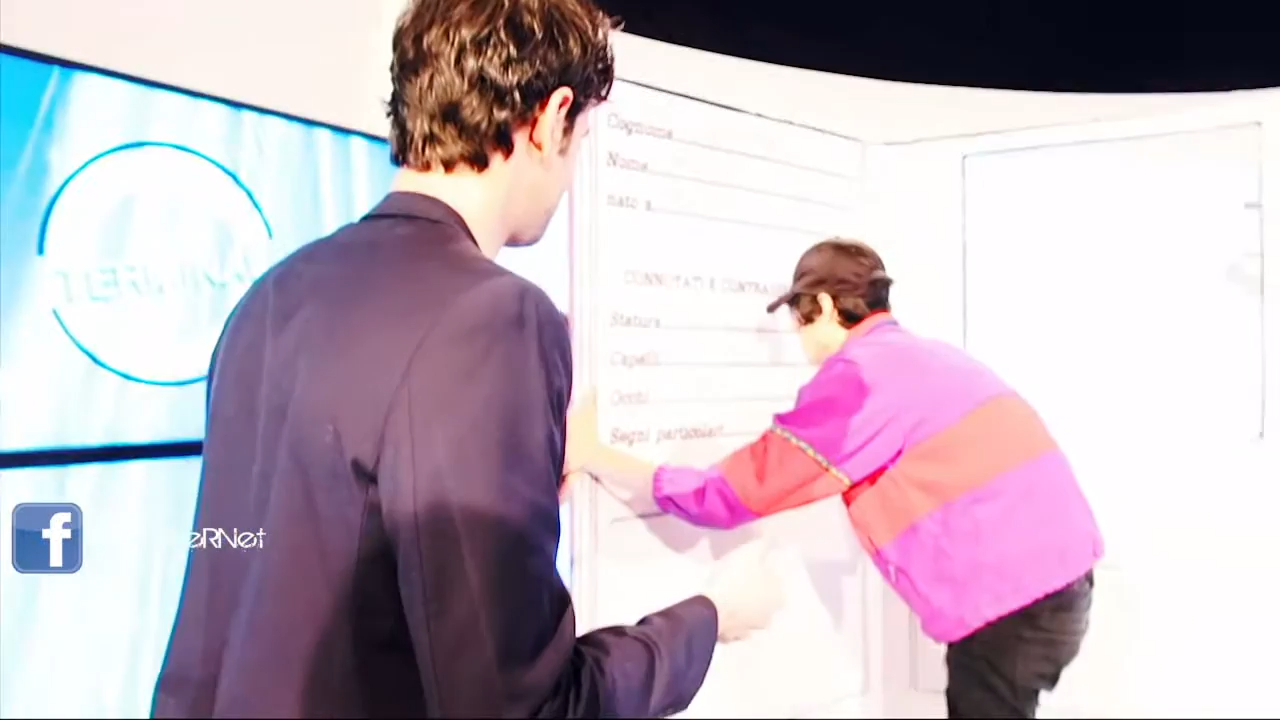 Cognome
Nome
nato a
CONNOTATI E CONTRA
Statura
Capelli
Occhi
Segni particolari
f
eRNet